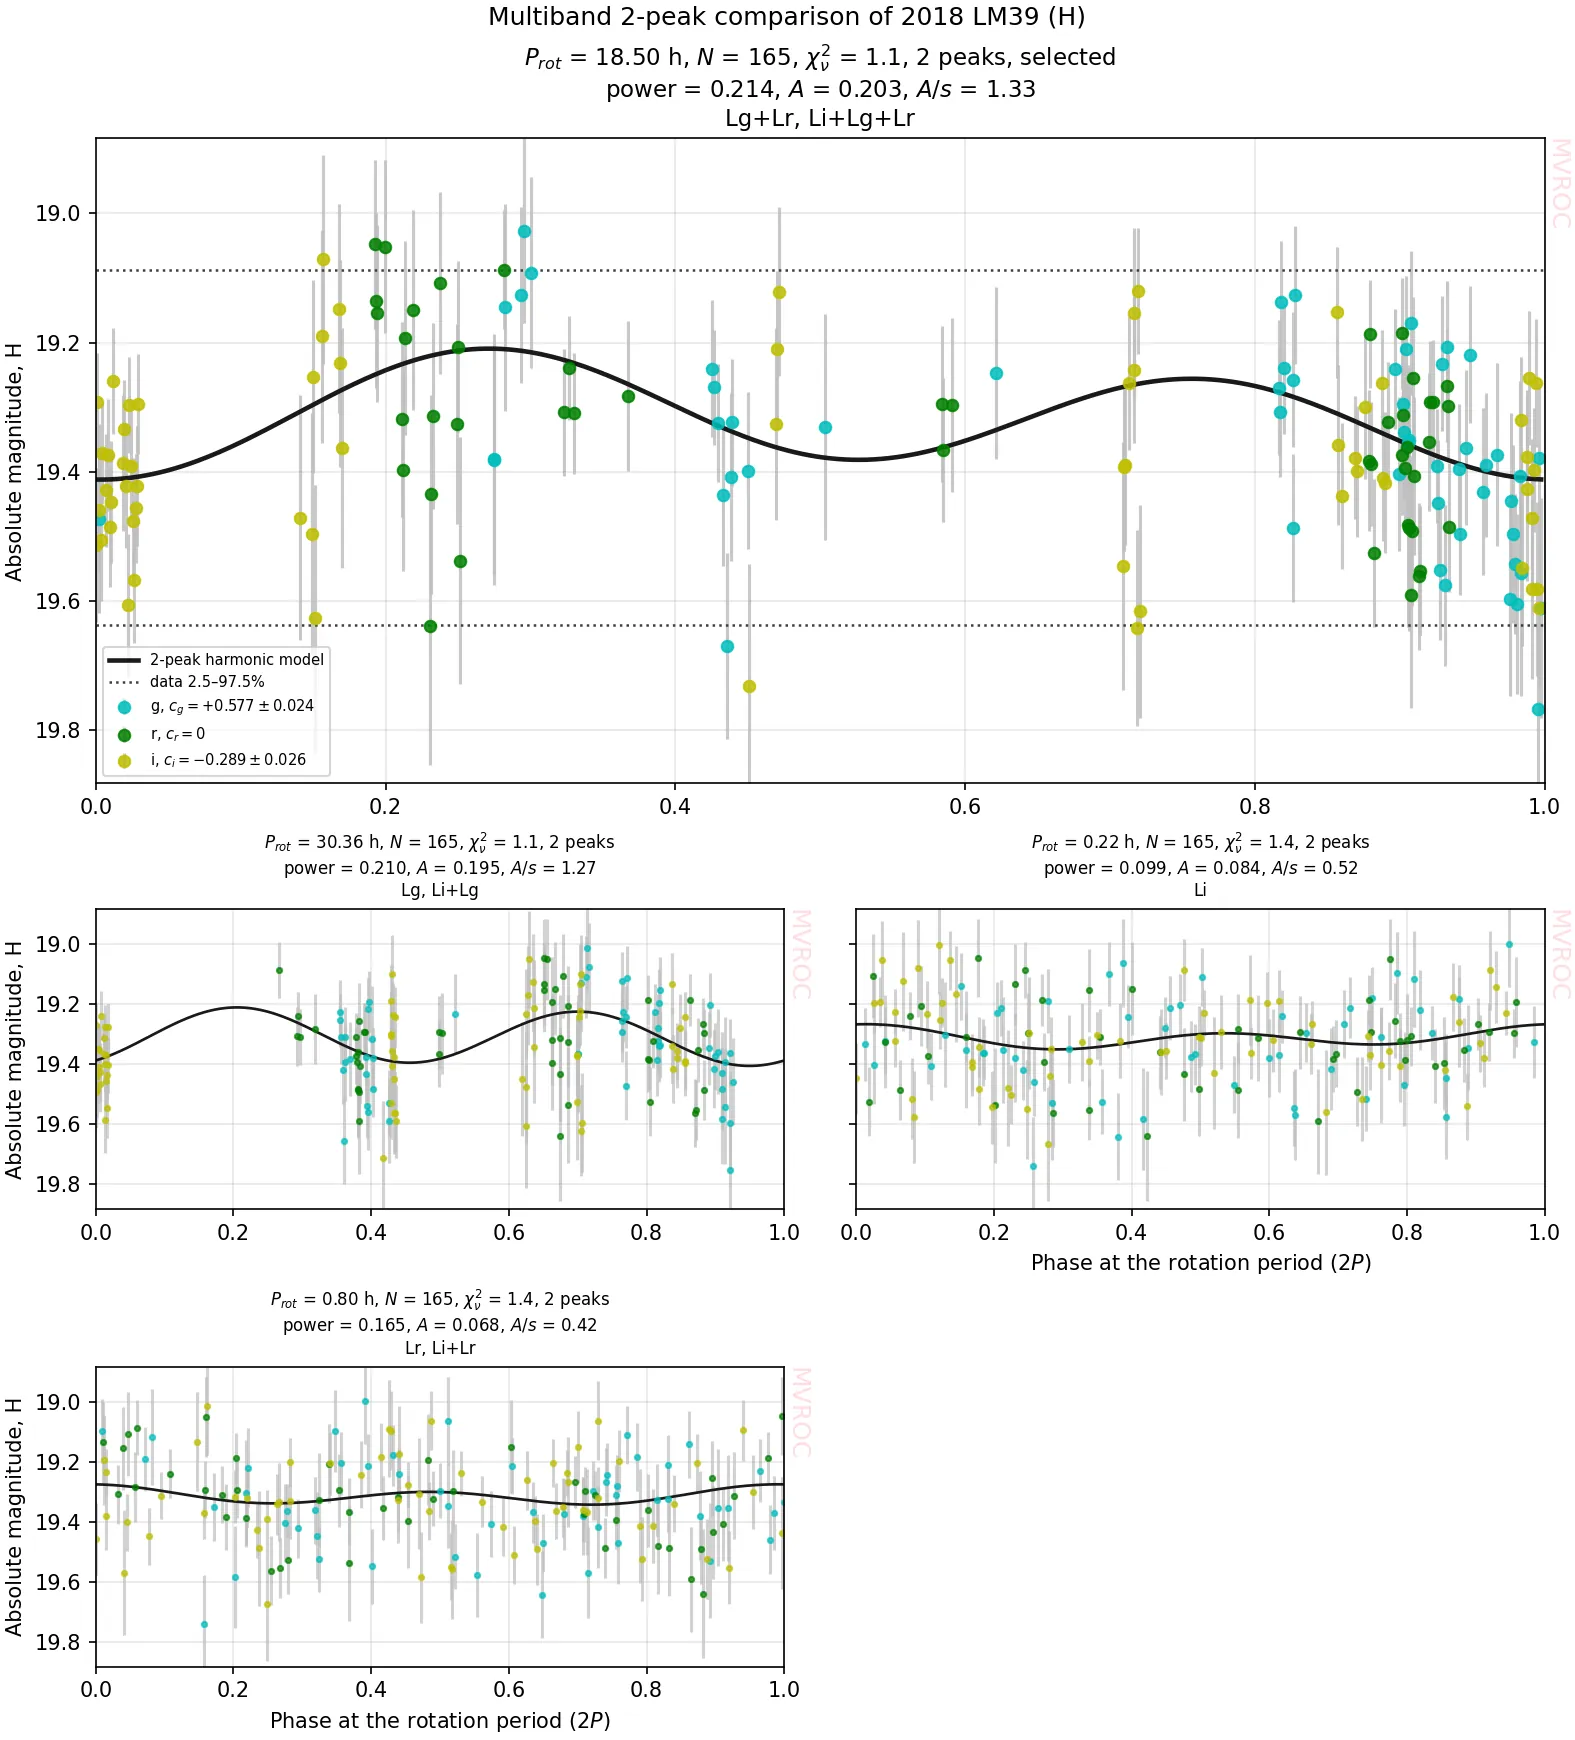 Multiband 2-peak comparison of 2018 LM39 (H)
P_rot = 18.50 h, N = 165, χ²_ν = 1.1, 2 peaks, selected
power = 0.214, A = 0.203, A/s = 1.33
Lg+Lr, Li+Lg+Lr
MVROC
Absolute magnitude, H
19.0
19.2
19.4
19.6
19.8
2-peak harmonic model
data 2.5–97.5%
g, c_g = +0.577 ± 0.024
r, c_r = 0
i, c_i = −0.289 ± 0.026
0.0 0.2 0.4 0.6 0.8 1.0
P_rot = 30.36 h, N = 165, χ²_ν = 1.1, 2 peaks
power = 0.210, A = 0.195, A/s = 1.27
Lg, Li+Lg
MVROC
Absolute magnitude, H
19.0
19.2
19.4
19.6
19.8
0.0 0.2 0.4 0.6 0.8 1.0
P_rot = 0.22 h, N = 165, χ²_ν = 1.4, 2 peaks
power = 0.099, A = 0.084, A/s = 0.52
Li
MVROC
0.0 0.2 0.4 0.6 0.8 1.0
Phase at the rotation period (2P)
P_rot = 0.80 h, N = 165, χ²_ν = 1.4, 2 peaks
power = 0.165, A = 0.068, A/s = 0.42
Lr, Li+Lr
MVROC
Absolute magnitude, H
19.0
19.2
19.4
19.6
19.8
0.0 0.2 0.4 0.6 0.8 1.0
Phase at the rotation period (2P)